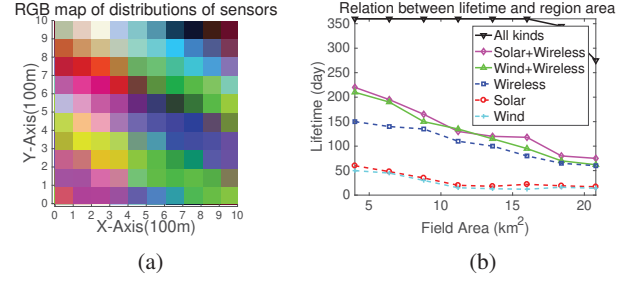 RGB map of distributions of sensors
10
9
8
7
6
5
4
3
2
1
0
Y-Axis(100m)
0 1 2 3 4 5 6 7 8 9 10
X-Axis(100m)
(a)
Relation between lifetime and region area
350
300
250
200
150
100
50
0
Lifetime (day)
All kinds
Solar+Wireless
Wind+Wireless
Wireless
Solar
Wind
5 10 15 20
Field Area (km²)
(b)